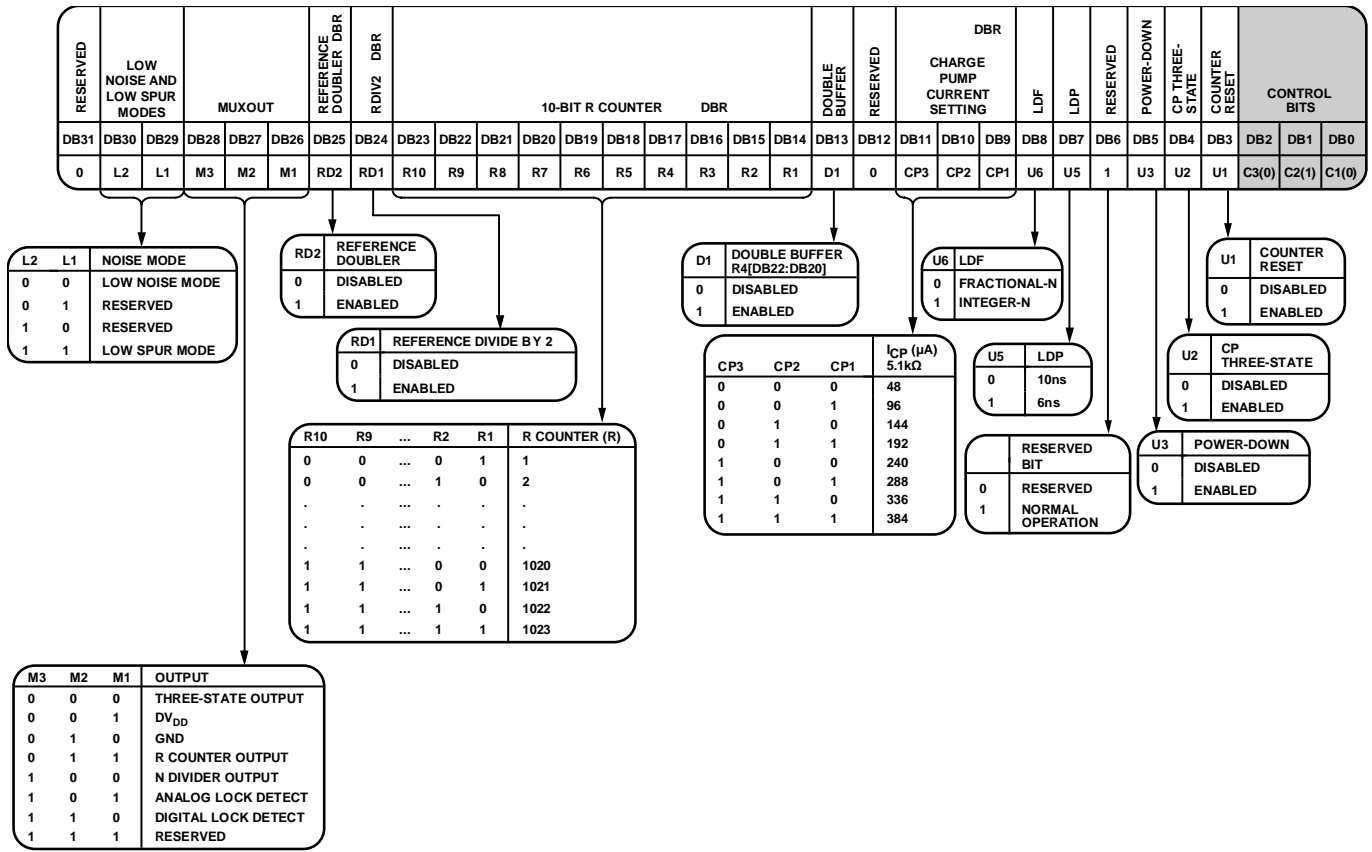 RESERVED
LOW
NOISE AND
LOW SPUR
MODES
MUXOUT
REFERENCE
DOUBLER DBR
RDIV2 DBR
10-BIT R COUNTER DBR
DOUBLE
BUFFER
RESERVED
DBR
CHARGE
PUMP
CURRENT
SETTING
LDF
LDP
RESERVED
POWER-DOWN
CP THREE-
STATE
COUNTER
RESET
CONTROL
BITS
DB31 DB30 DB29 DB28 DB27 DB26 DB25 DB24 DB23 DB22 DB21 DB20 DB19 DB18 DB17 DB16 DB15 DB14 DB13 DB12 DB11 DB10 DB9 DB8 DB7 DB6 DB5 DB4 DB3 DB2 DB1 DB0
0 L2 L1 M3 M2 M1 RD2 RD1 R10 R9 R8 R7 R6 R5 R4 R3 R2 R1 D1 0 CP3 CP2 CP1 U6 U5 1 U3 U2 U1 C3(0) C2(1) C1(0)
L2 L1 NOISE MODE
0 0 LOW NOISE MODE
0 1 RESERVED
1 0 RESERVED
1 1 LOW SPUR MODE
RD2 REFERENCE
DOUBLER
0 DISABLED
1 ENABLED
RD1 REFERENCE DIVIDE BY 2
0 DISABLED
1 ENABLED
R10 R9 ... R2 R1 R COUNTER (R)
0 0 ... 0 1 1
0 0 ... 1 0 2
. . ... . . .
. . ... . . .
. . ... . . .
1 1 ... 0 0 1020
1 1 ... 0 1 1021
1 1 ... 1 0 1022
1 1 ... 1 1 1023
D1 DOUBLE BUFFER
R4[DB22:DB20]
0 DISABLED
1 ENABLED
U6 LDF
0 FRACTIONAL-N
1 INTEGER-N
CP3 CP2 CP1 ICP (µA)
5.1kΩ
0 0 0 48
0 0 1 96
0 1 0 144
0 1 1 192
1 0 0 240
1 0 1 288
1 1 0 336
1 1 1 384
U5 LDP
0 10ns
1 6ns
RESERVED
BIT
0 RESERVED
1 NORMAL
OPERATION
U1 COUNTER
RESET
0 DISABLED
1 ENABLED
U2 CP
THREE-STATE
0 DISABLED
1 ENABLED
U3 POWER-DOWN
0 DISABLED
1 ENABLED
M3 M2 M1 OUTPUT
0 0 0 THREE-STATE OUTPUT
0 0 1 DVDD
0 1 0 GND
0 1 1 R COUNTER OUTPUT
1 0 0 N DIVIDER OUTPUT
1 0 1 ANALOG LOCK DETECT
1 1 0 DIGITAL LOCK DETECT
1 1 1 RESERVED